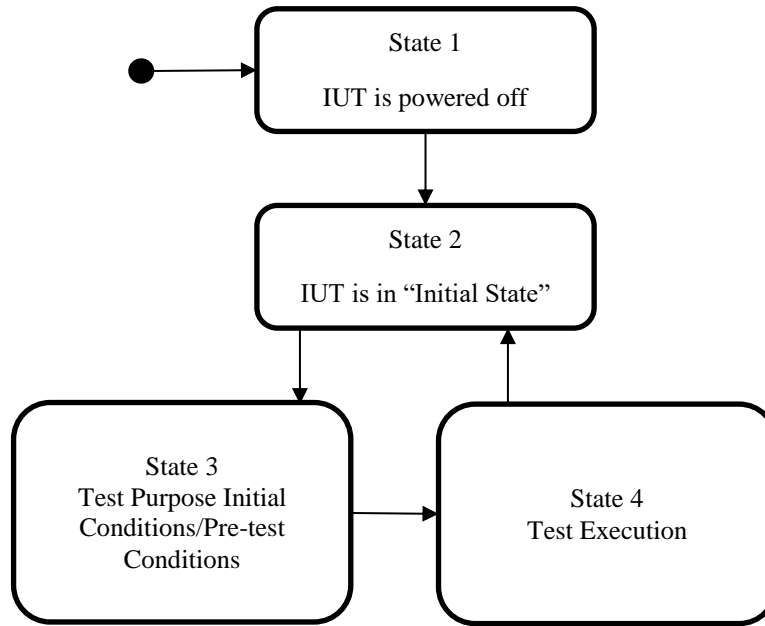 State 1
IUT is powered off
State 2
IUT is in “Initial State”
State 3
Test Purpose Initial
Conditions/Pre-test
Conditions
State 4
Test Execution